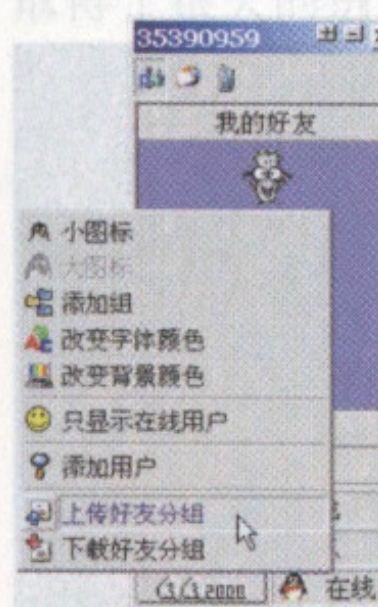 35390959
我的好友
小图标
大图标
添加组
改变字体颜色
改变背景颜色
只显示在线用户
添加用户
上传好友分组
下载好友分组
在线